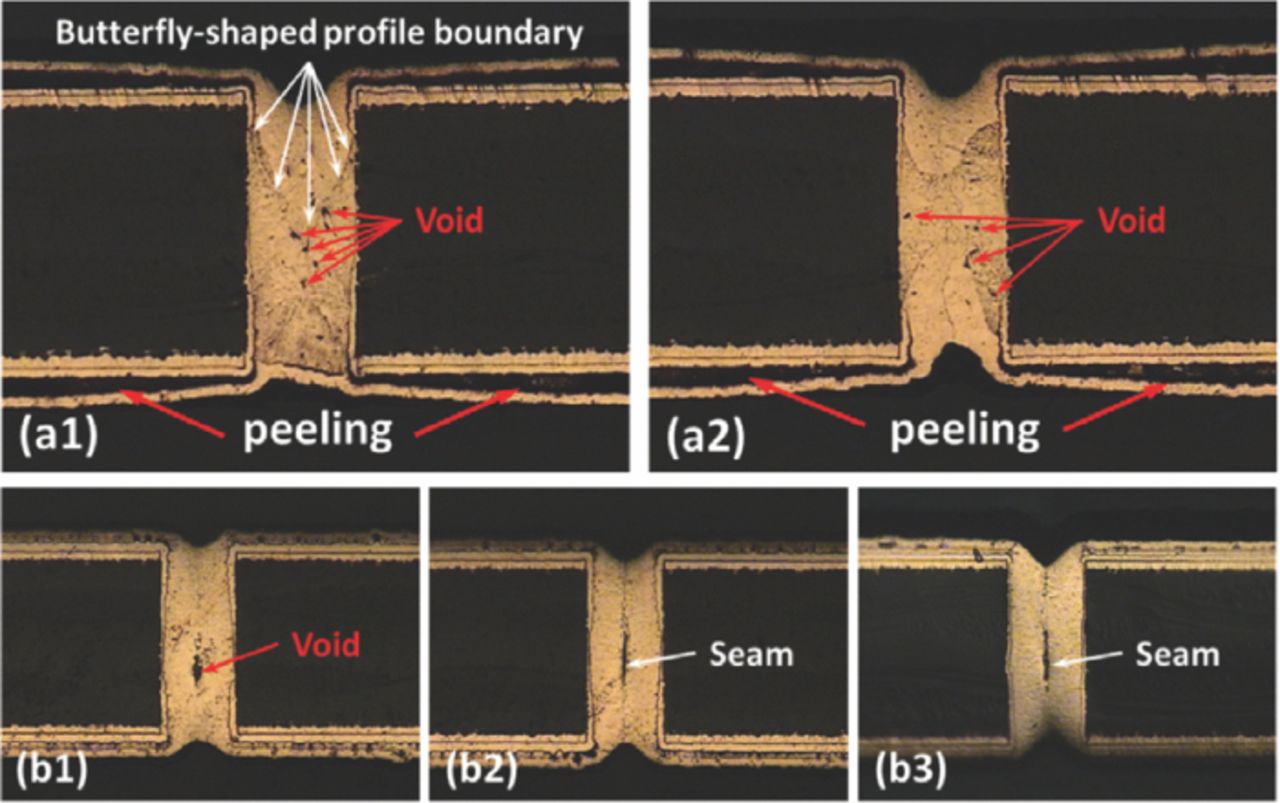 Butterfly-shaped profile boundary
Void
Void
(a1)
peeling
(a2)
peeling
Void
Seam
Seam
(b1)
(b2)
(b3)